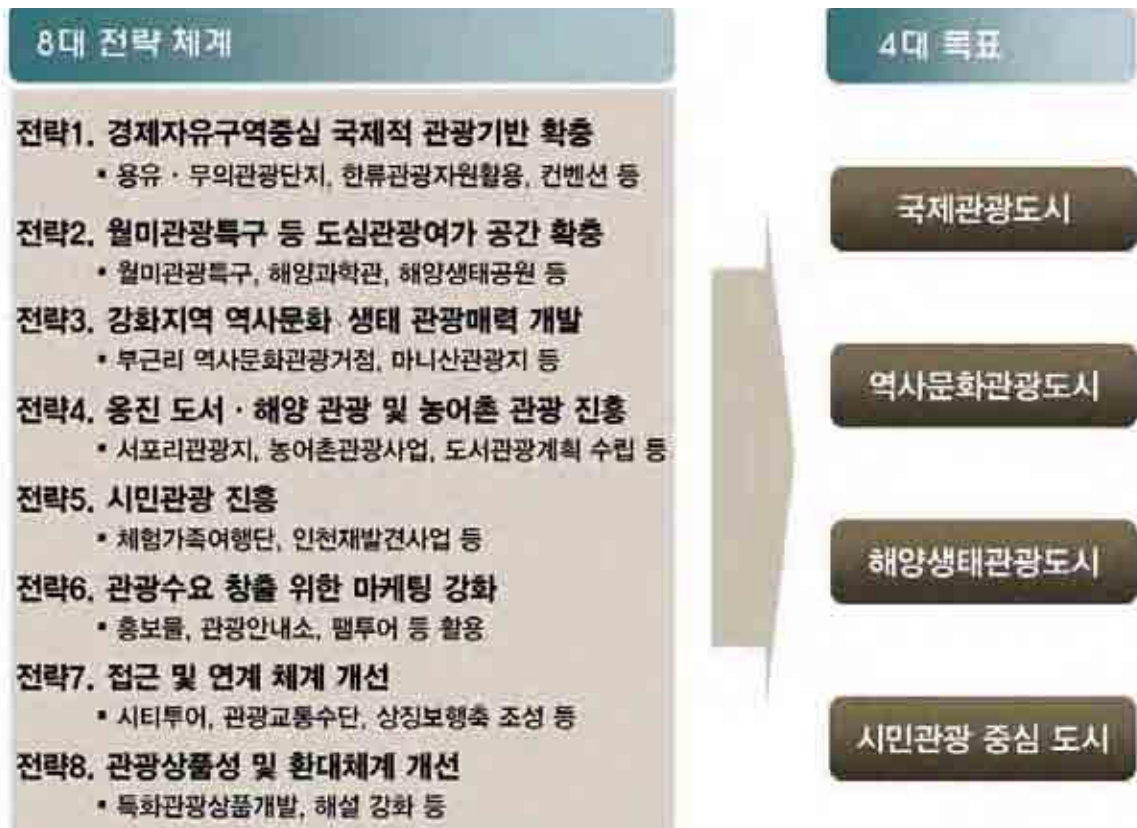 8대 전략 체계
전략1. 경제자유구역중심 국제적 관광기반 확충
▪ 용유 · 무의관광단지, 한류관광자원활용, 컨벤션 등
전략2. 월미관광특구 등 도심관광여가 공간 확충
▪ 월미관광특구, 해양과학관, 해양생태공원 등
전략3. 강화지역 역사문화 생태 관광매력 개발
▪ 부근리 역사문화관광거점, 마니산관광지 등
전략4. 옹진 도서 · 해양 관광 및 농어촌 관광 진흥
▪ 서포리관광지, 농어촌관광사업, 도서관광계획 수립 등
전략5. 시민관광 진흥
▪ 체험가족여행단, 인천재발견사업 등
전략6. 관광수요 창출 위한 마케팅 강화
▪ 홍보물, 관광안내소, 팸투어 등 활용
전략7. 접근 및 연계 체계 개선
▪ 시티투어, 관광교통수단, 상징보행축 조성 등
전략8. 관광상품성 및 환대체계 개선
▪ 특화관광상품개발, 해설 강화 등
4대 목표
국제관광도시
역사문화관광도시
해양생태관광도시
시민관광 중심 도시